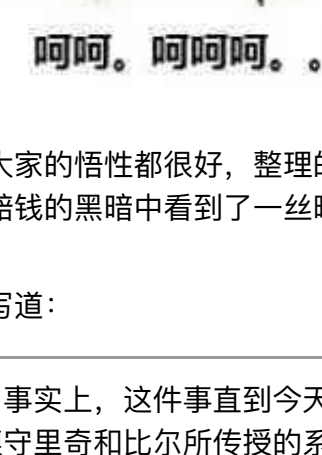 呵呵。呵呵呵。。
大家的悟性都很好，整理的
赔钱的黑暗中看到了一丝
写道：
事实上，这件事直到今天
守里奇和比尔所传授的系